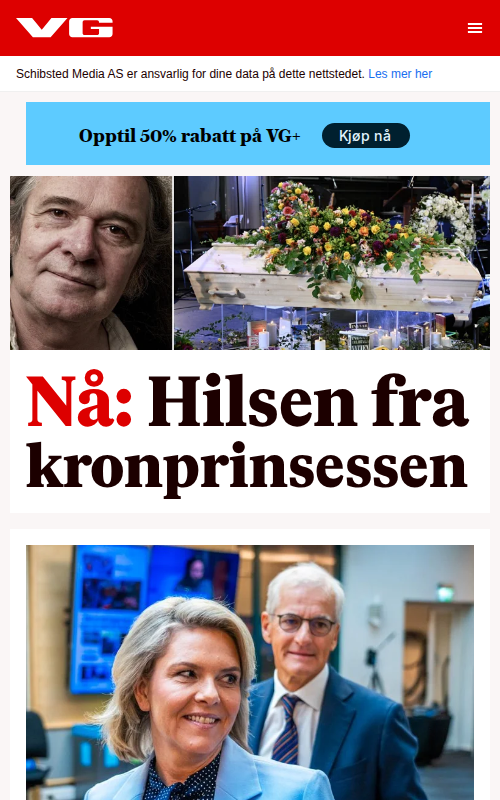 VG
Schibsted Media AS er ansvarlig for dine data på dette nettstedet. Les mer her
Opptil 50% rabatt på VG+
Kjøp nå
Nå: Hilsen fra
kronprinsessen